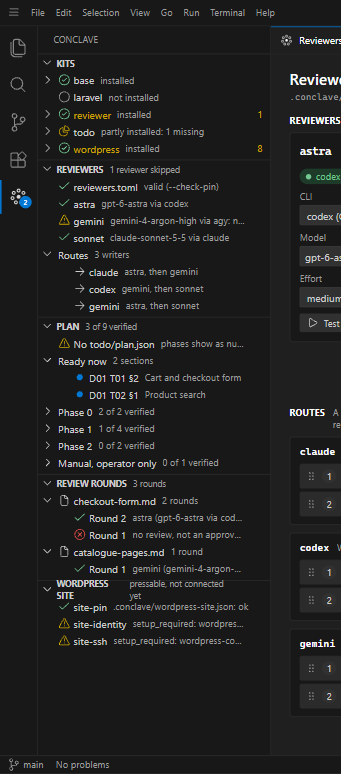 File Edit Selection View Go Run Terminal Help
CONCLAVE
Reviewers
KITS
base installed
laravel not installed
reviewer installed 1
todo partly installed: 1 missing
wordpress installed 8
REVIEWERS 1 reviewer skipped
reviewers.toml valid (--check-pin)
astra gpt-6-astra via codex
gemini gemini-4-argon-high via agy: n...
sonnet claude-sonnet-5-5 via claude
Routes 3 writers
claude astra, then gemini
codex gemini, then sonnet
gemini astra, then sonnet
PLAN 3 of 9 verified
No todo/plan.json phases show as nu...
Ready now 2 sections
D01 T01 §2 Cart and checkout form
D01 T02 §1 Product search
Phase 0 2 of 2 verified
Phase 1 1 of 4 verified
Phase 2 0 of 2 verified
Manual, operator only 0 of 1 verified
REVIEW ROUNDS 3 rounds
checkout-form.md 2 rounds
Round 2 astra (gpt-6-astra via cod...
Round 1 no review, not an approv...
catalogue-pages.md 1 round
Round 1 gemini (gemini-4-argon-...
WORDPRESS SITE pressable, not connected yet
site-pin .conclave/wordpress-site.json: ok
site-identity setup_required: wordpres...
site-ssh setup_required: wordpress-co...
2
Reviewe
.conclave/
REVIEWERS
astra
codex
CLI
codex (
Model
gpt-6-as
Effort
medium
Test
ROUTES A
re
claude
1
2
codex W
1
2
gemini
1
2
main No problems